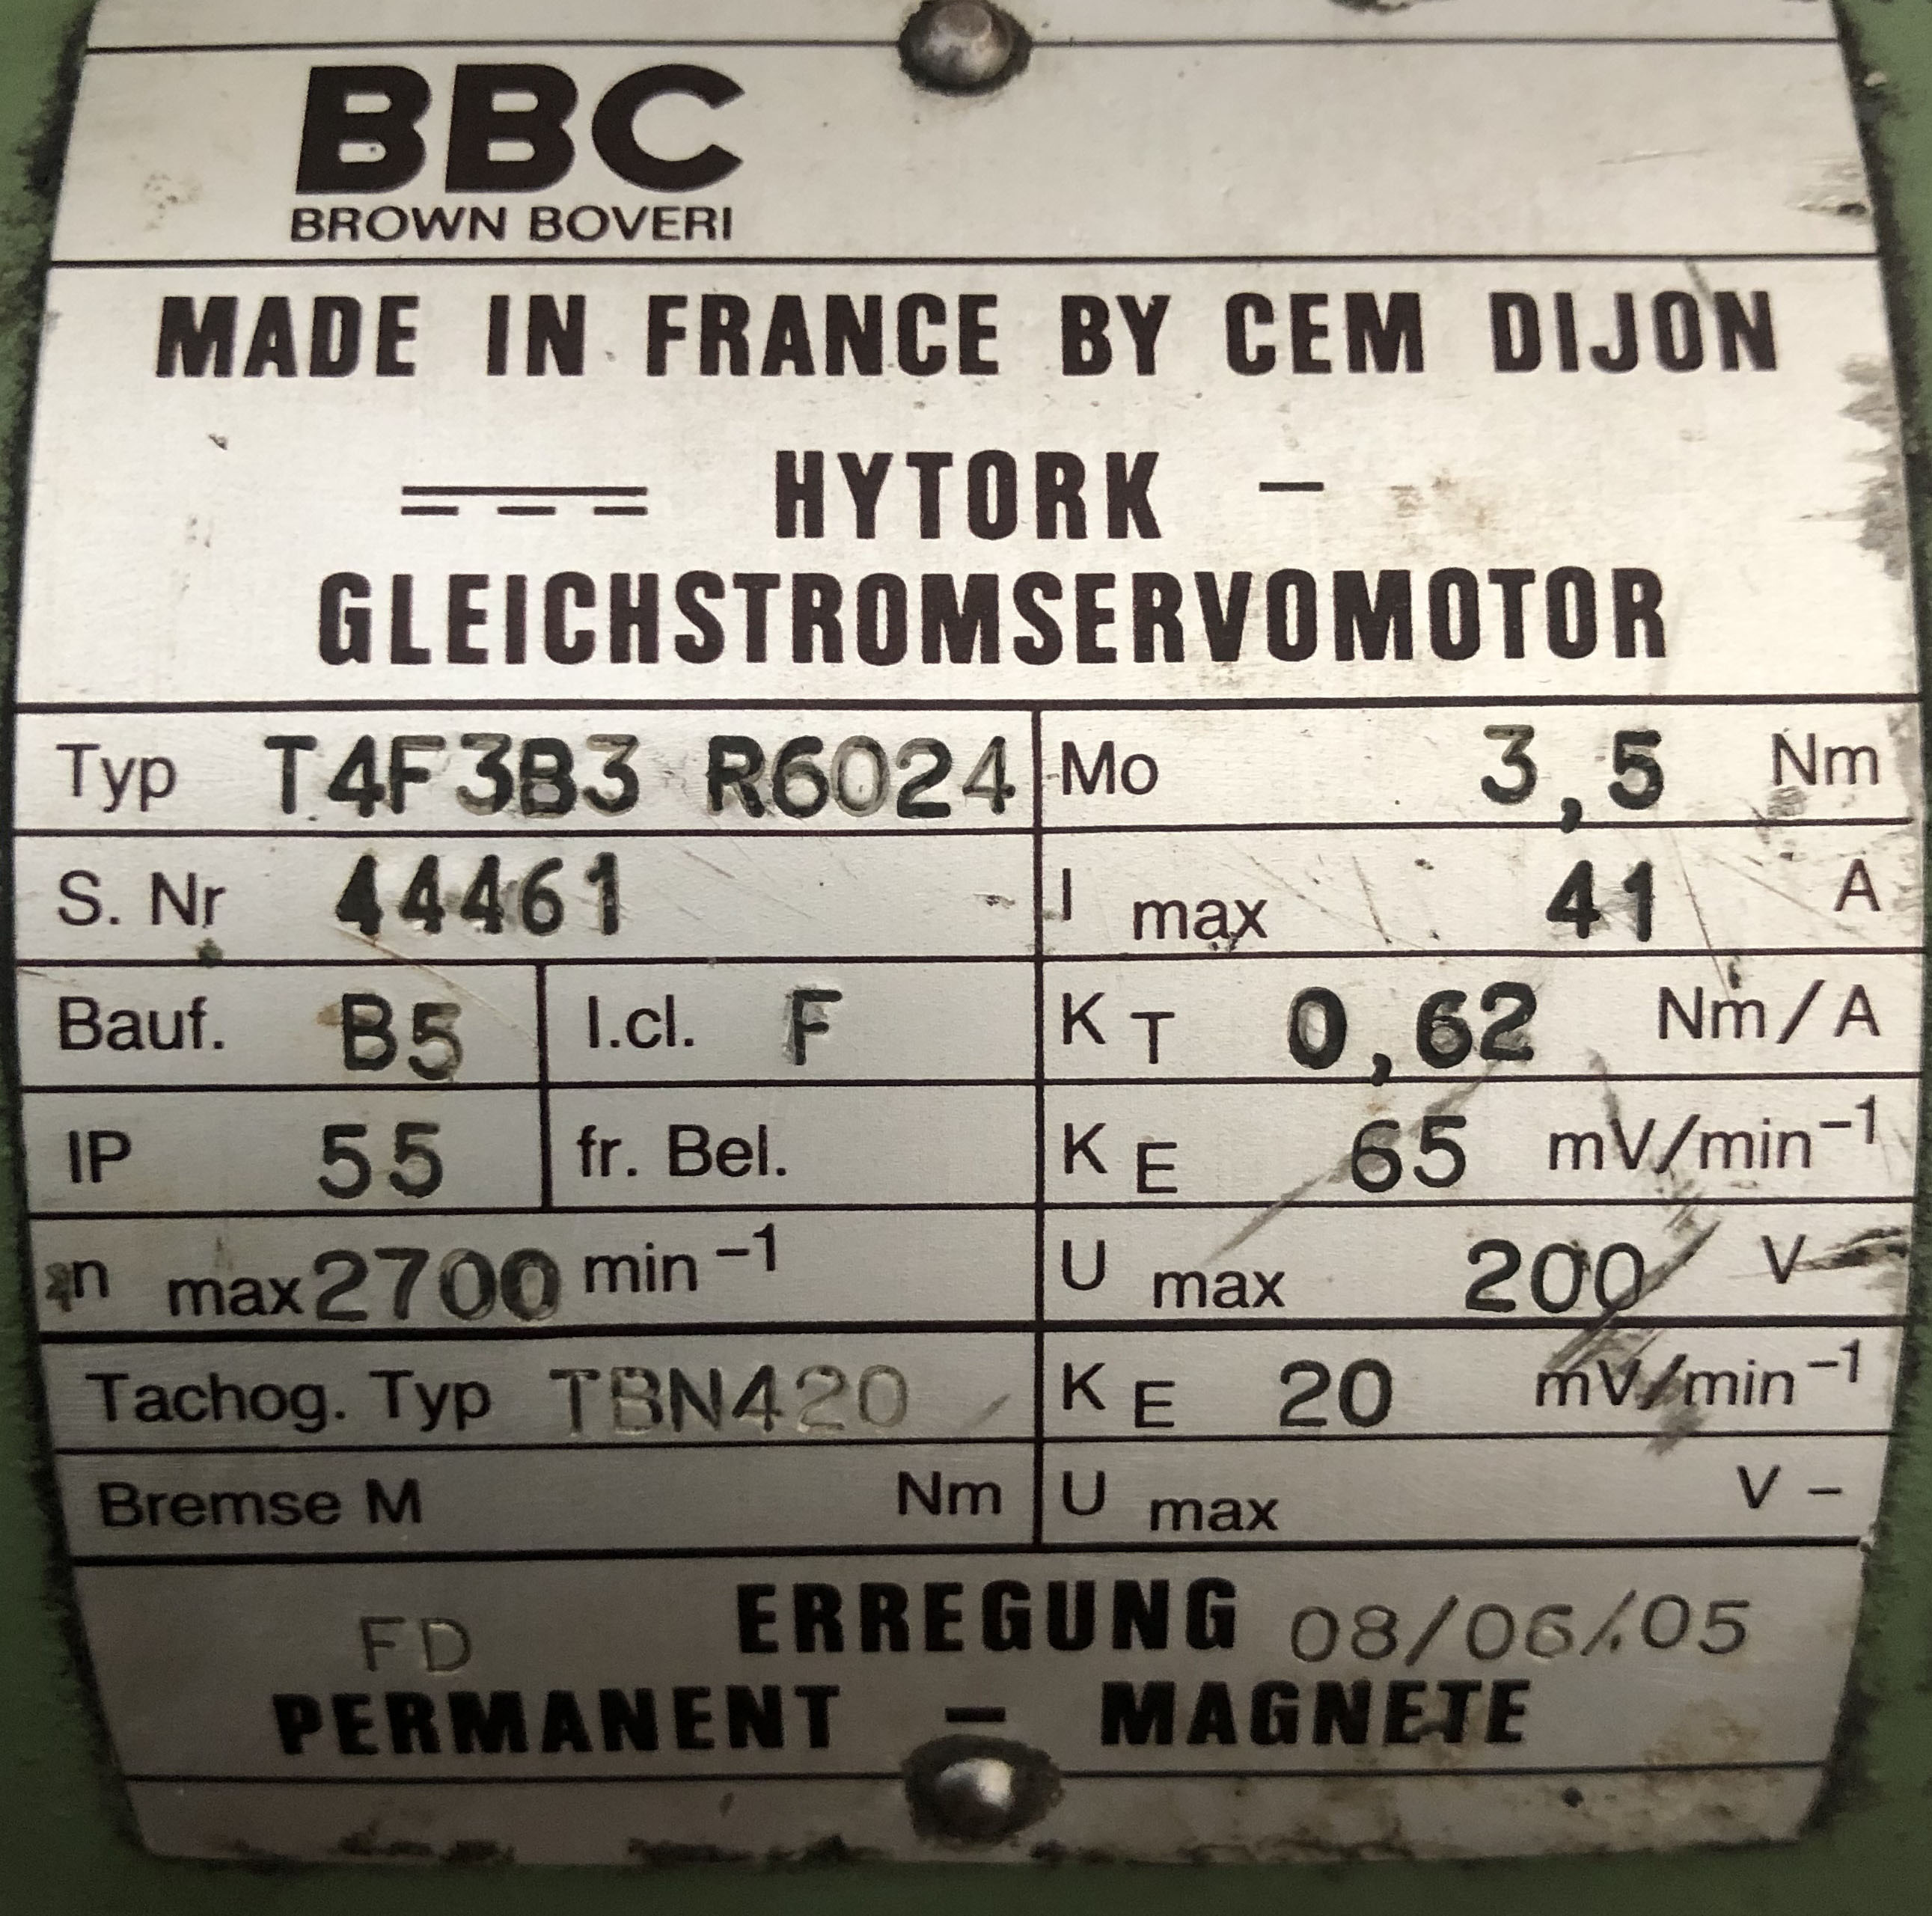 BBC
BROWN BOVERI
MADE IN FRANCE BY CEM DIJON
HYTORK –
GLEICHSTROMSERVOMOTOR
Typ T4F3B3 R6024 Mo 3,5 Nm
S. Nr 44461 I max 41 A
Bauf. B5 I.cl. F KT 0,62 Nm/A
IP 55 fr. Bel. KE 65 mV/min⁻¹
n max 2700 min⁻¹ U max 200 V–
Tachog. Typ TBN420 KE 20 mV/min⁻¹
Bremse M Nm U max V –
FD ERREGUNG 08/06/.05
PERMANENT – MAGNETE